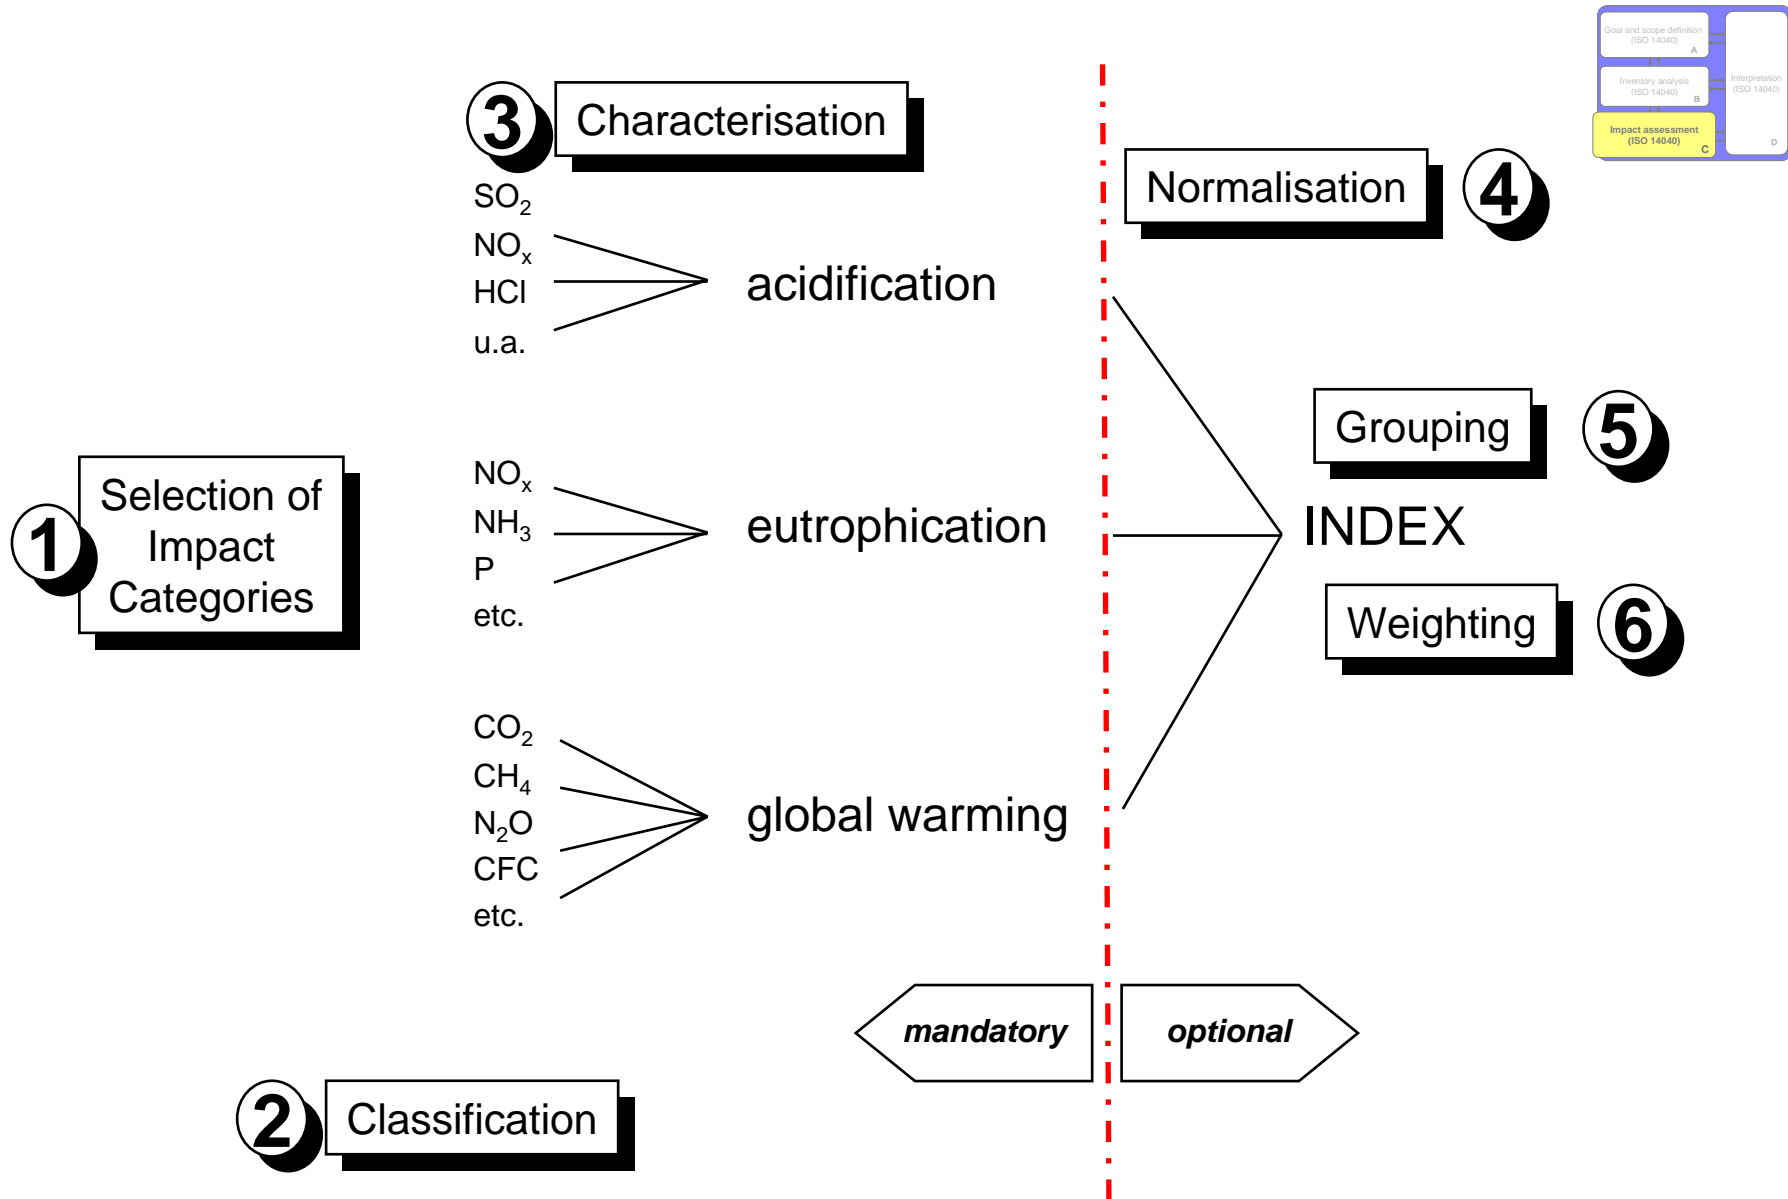 Goal and scope definition
(ISO 14040)
A
Inventory analysis
(ISO 14040)
B
Interpretation
(ISO 14040)
Impact assessment
(ISO 14040)
C
D
3
Characterisation
Normalisation
4
SO₂
NOₓ
HCl
u.a.
acidification
Grouping
5
1
Selection of
Impact
Categories
NOₓ
NH₃
P
etc.
eutrophication
INDEX
Weighting
6
CO₂
CH₄
N₂O
CFC
etc.
global warming
mandatory
optional
2
Classification